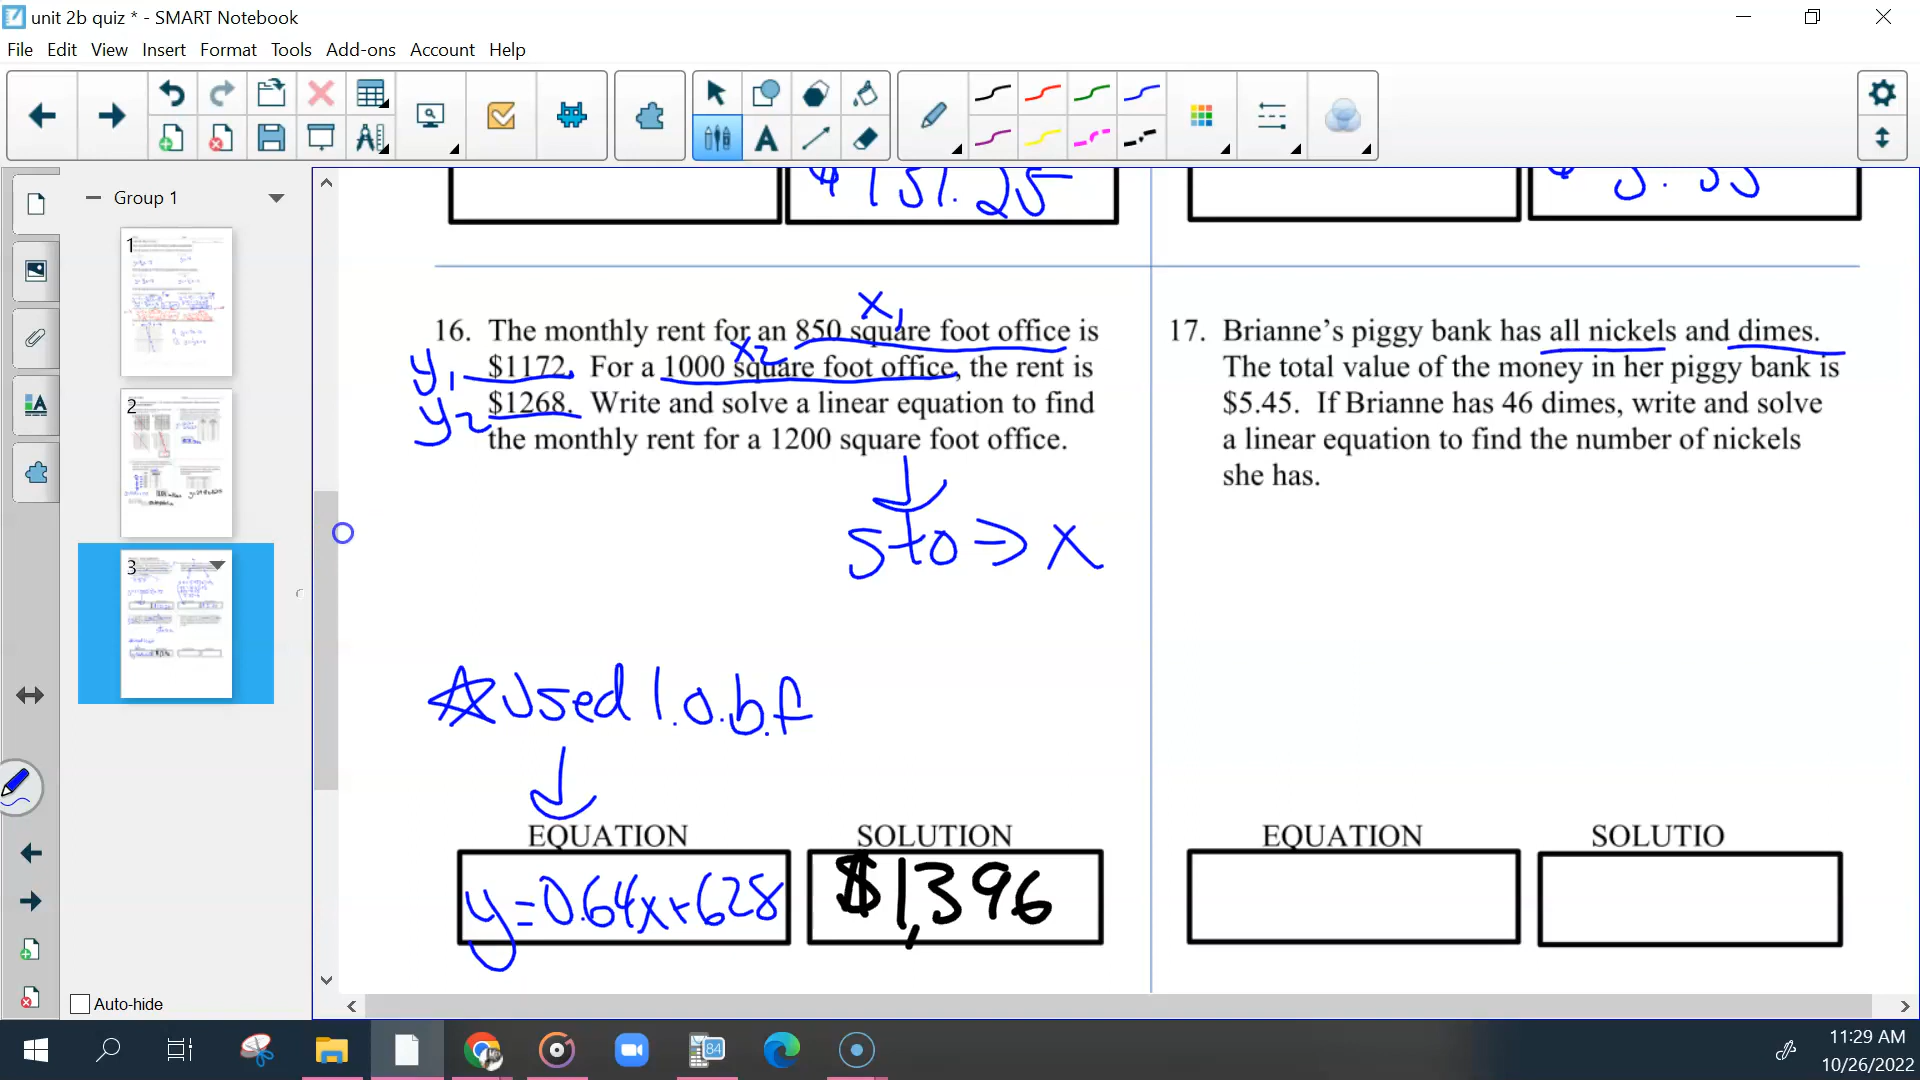 unit 2b quiz * - SMART Notebook
File Edit View Insert Format Tools Add-ons Account Help
Group 1
1
2
3
Auto-hide
$151.25
x1
16. The monthly rent for an 850 square foot office is
$1172. For a 1000 square foot office, the rent is
$1268. Write and solve a linear equation to find
the monthly rent for a 1200 square foot office.
y1
x2
y2
sto => x
Used l.o.b.f
EQUATION SOLUTION
y=0.64x+628
$1,396
17. Brianne’s piggy bank has all nickels and dimes.
The total value of the money in her piggy bank is
$5.45. If Brianne has 46 dimes, write and solve
a linear equation to find the number of nickels
she has.
EQUATION SOLUTIO
84
11:29 AM
10/26/2022